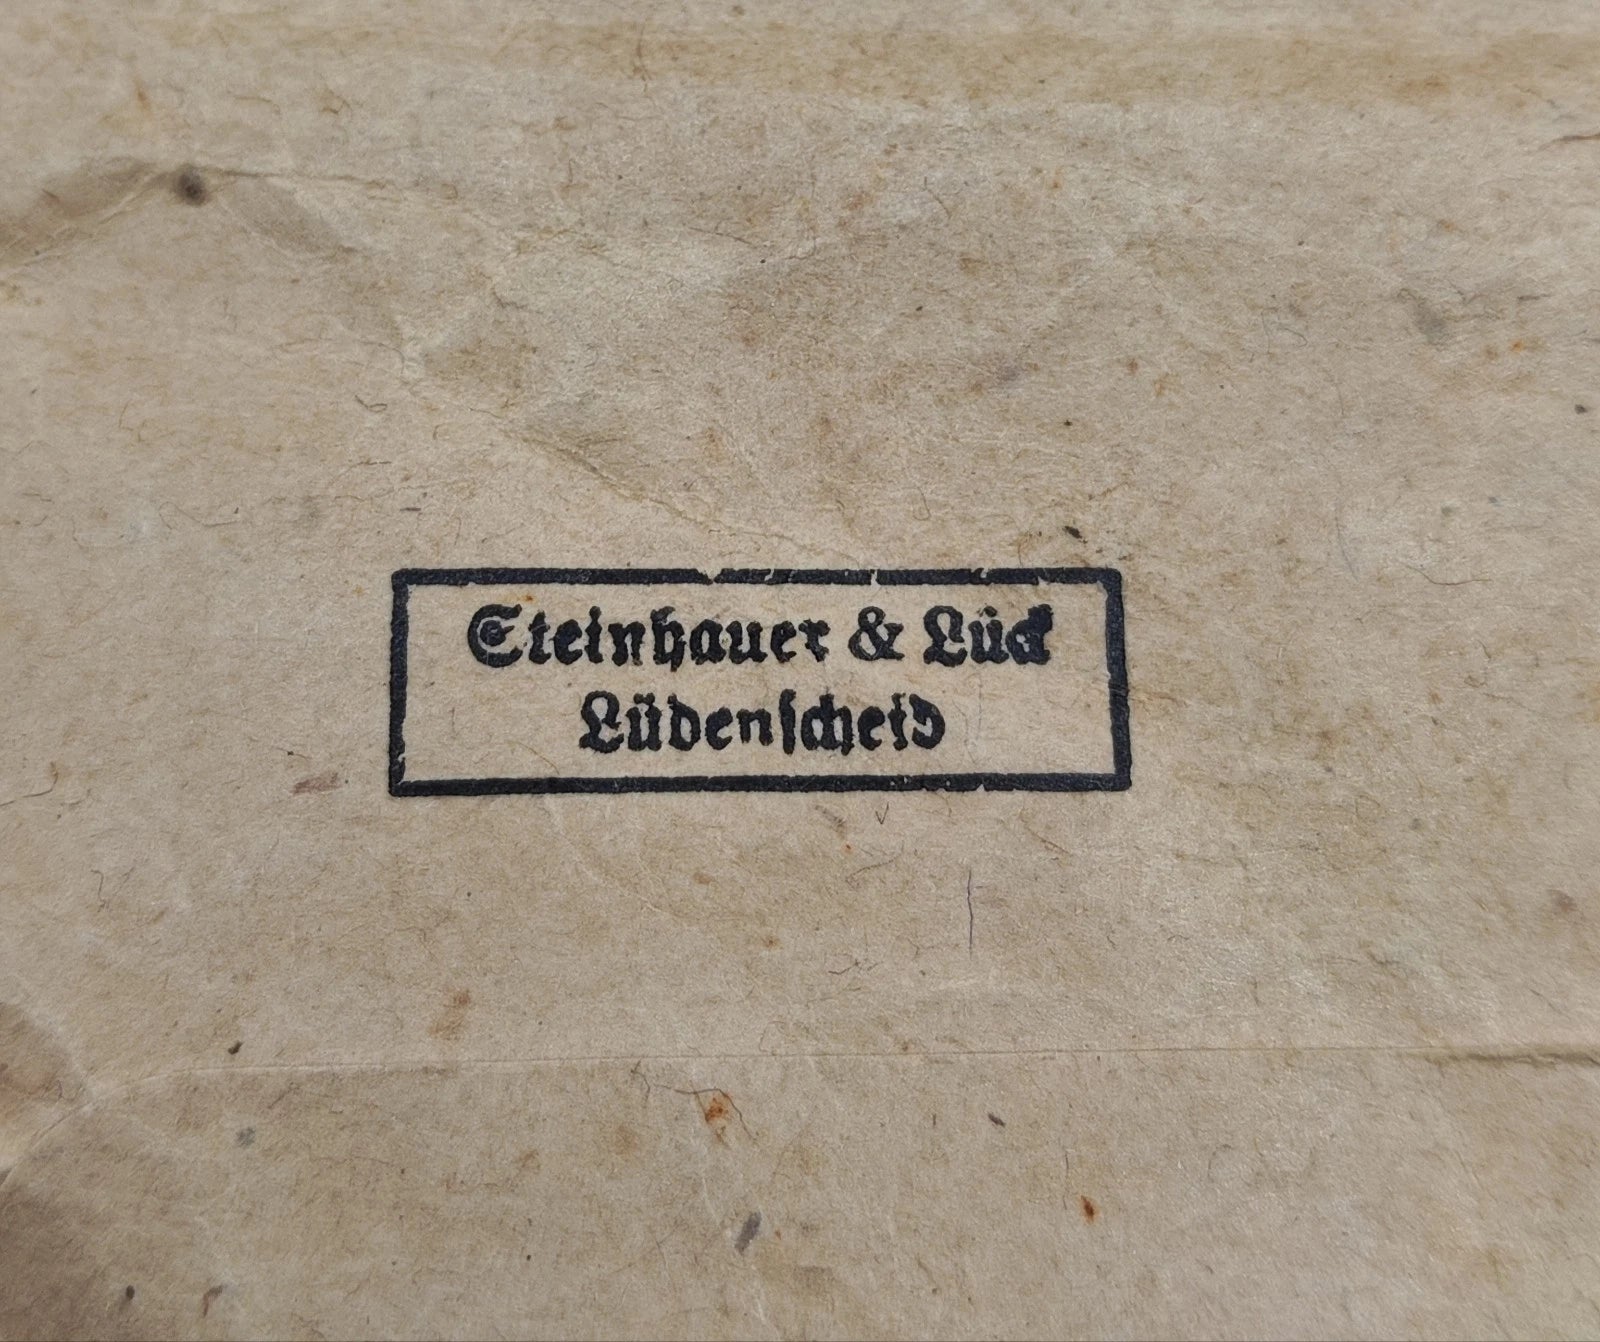 Steinhauer & Lück
Lüdenscheid